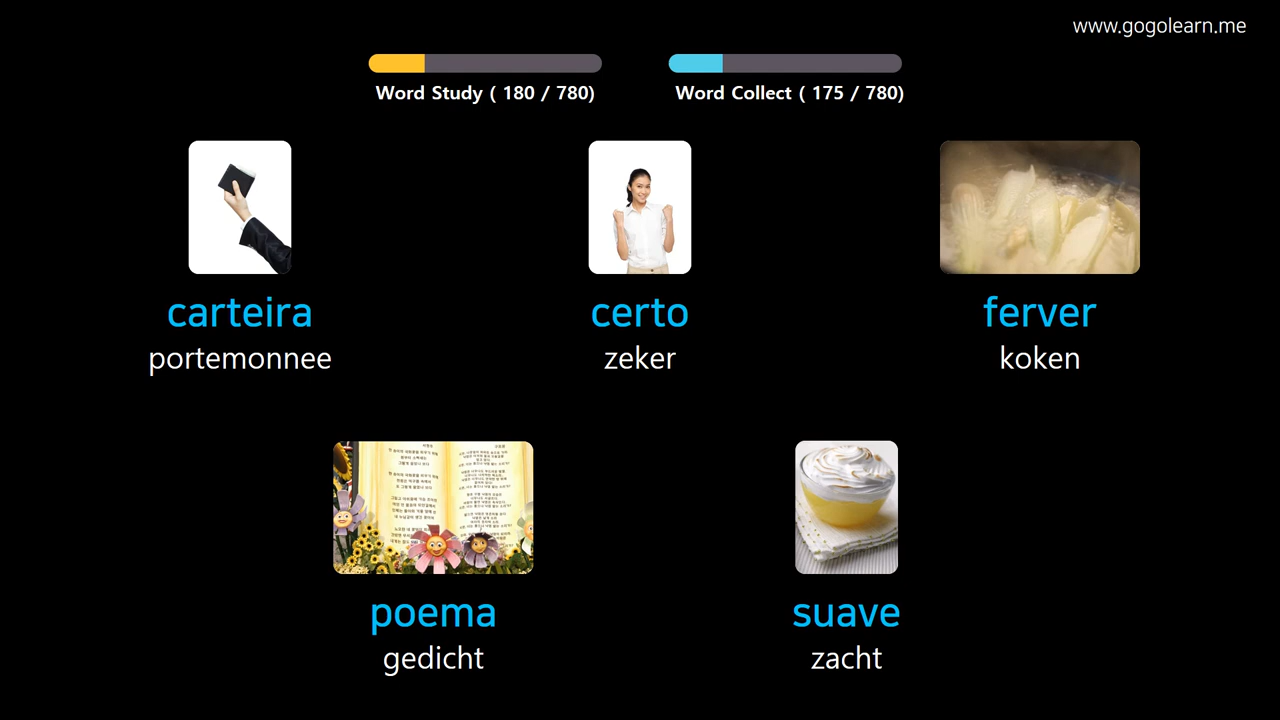 www.gogolearn.me
Word Study ( 180 / 780)
Word Collect ( 175 / 780)
carteira
portemonnee
certo
zeker
ferver
koken
poema
gedicht
suave
zacht